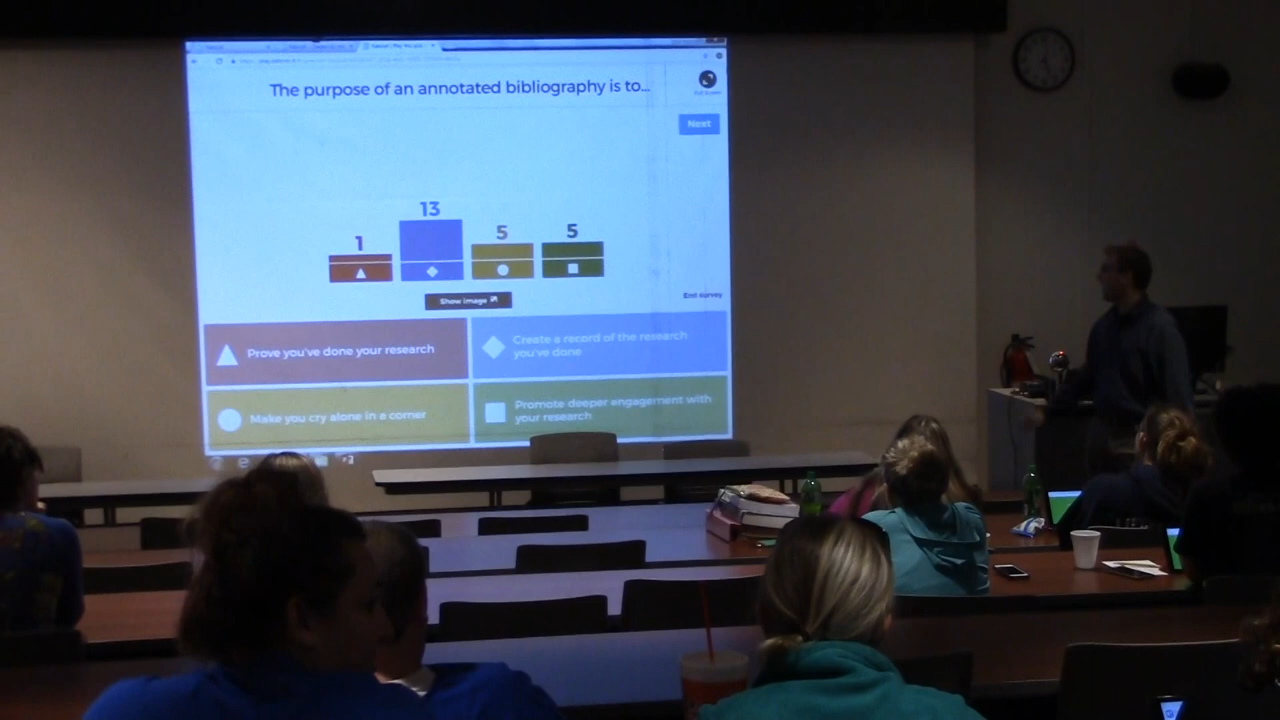 The purpose of an annotated bibliography is to...
Full Screen
Next
13
1
5
5
Show image
End survey
Prove you've done your research
Create a record of the research
you've done
Make you cry alone in a corner
Promote deeper engagement with
your research